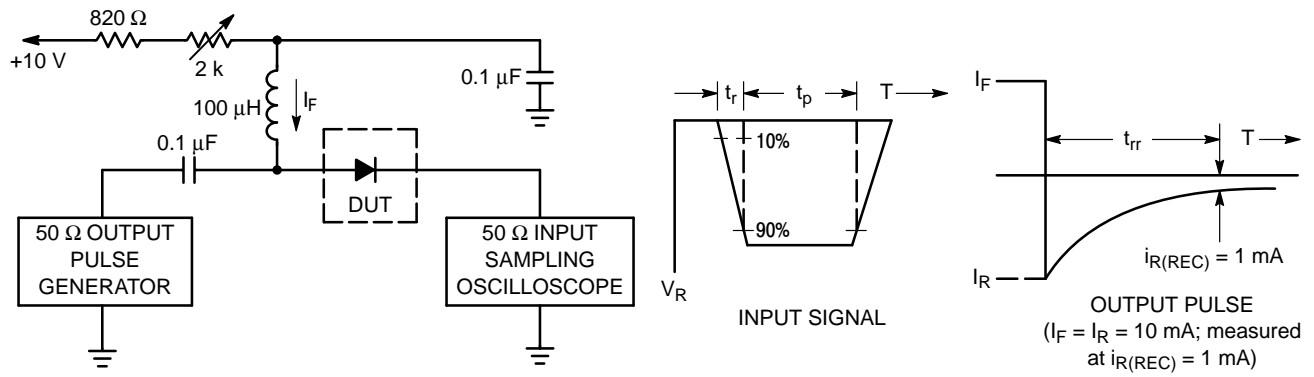 820 Ω
+10 V
2 k
100 μH
I_F
0.1 μF
0.1 μF
DUT
50 Ω OUTPUT
PULSE
GENERATOR
50 Ω INPUT
SAMPLING
OSCILLOSCOPE
t_r
t_p
T
10%
90%
V_R
INPUT SIGNAL
I_F
t_rr
T
I_R
i_R(REC) = 1 mA
OUTPUT PULSE
(I_F = I_R = 10 mA; measured
at i_R(REC) = 1 mA)